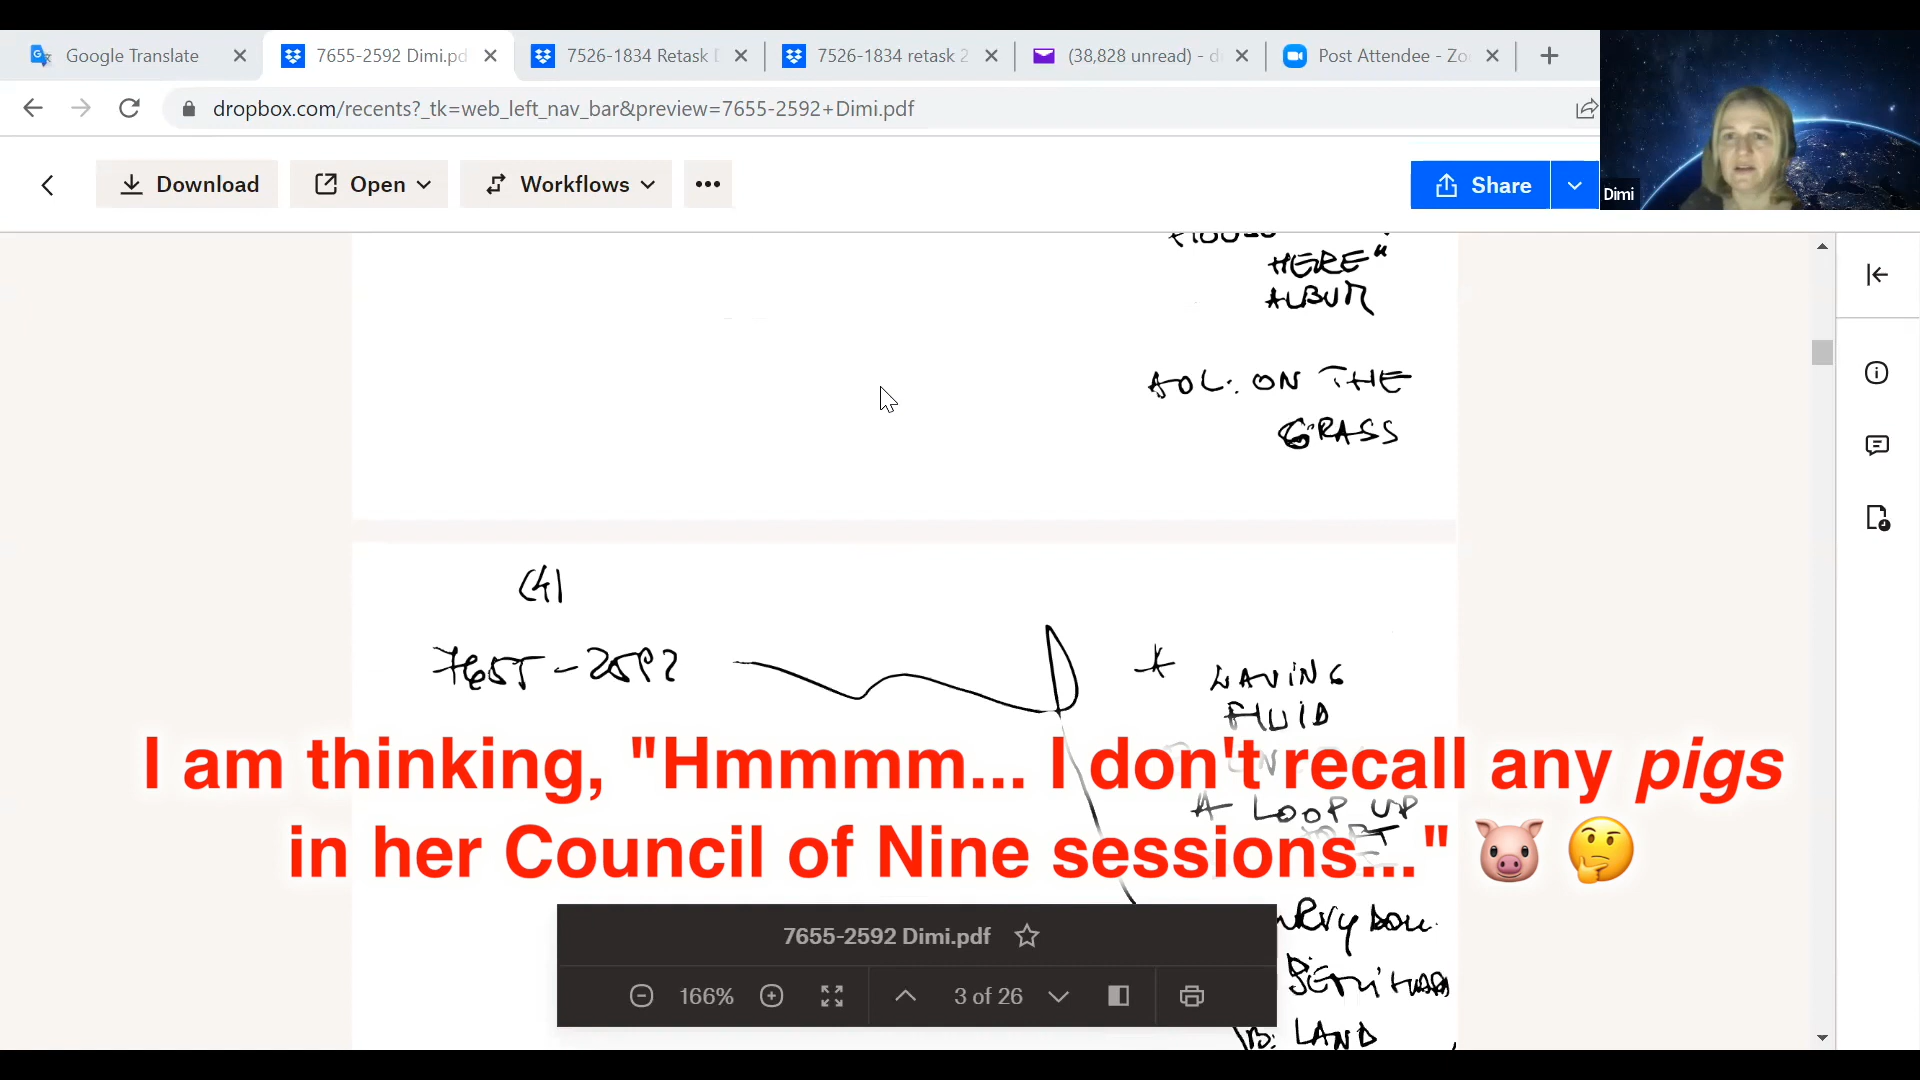 Google Translate
7655-2592 Dimi.pd
7526-1834 Retask D
7526-1834 retask 2
(38,828 unread) - di
Post Attendee - Zoo
dropbox.com/recents?_tk=web_left_nav_bar&preview=7655-2592+Dimi.pdf
Download
Open
Workflows
Share
Dimi
HERE"
ALBUM
AOL: ON THE
GRASS
(4)
7655-2592
FLUID
A LOOP UP
I am thinking, "Hmmmm... I don't recall any pigs
in her Council of Nine sessions..." 🐷 🤔
7655-2592 Dimi.pdf
166%
3 of 26
B: LAND